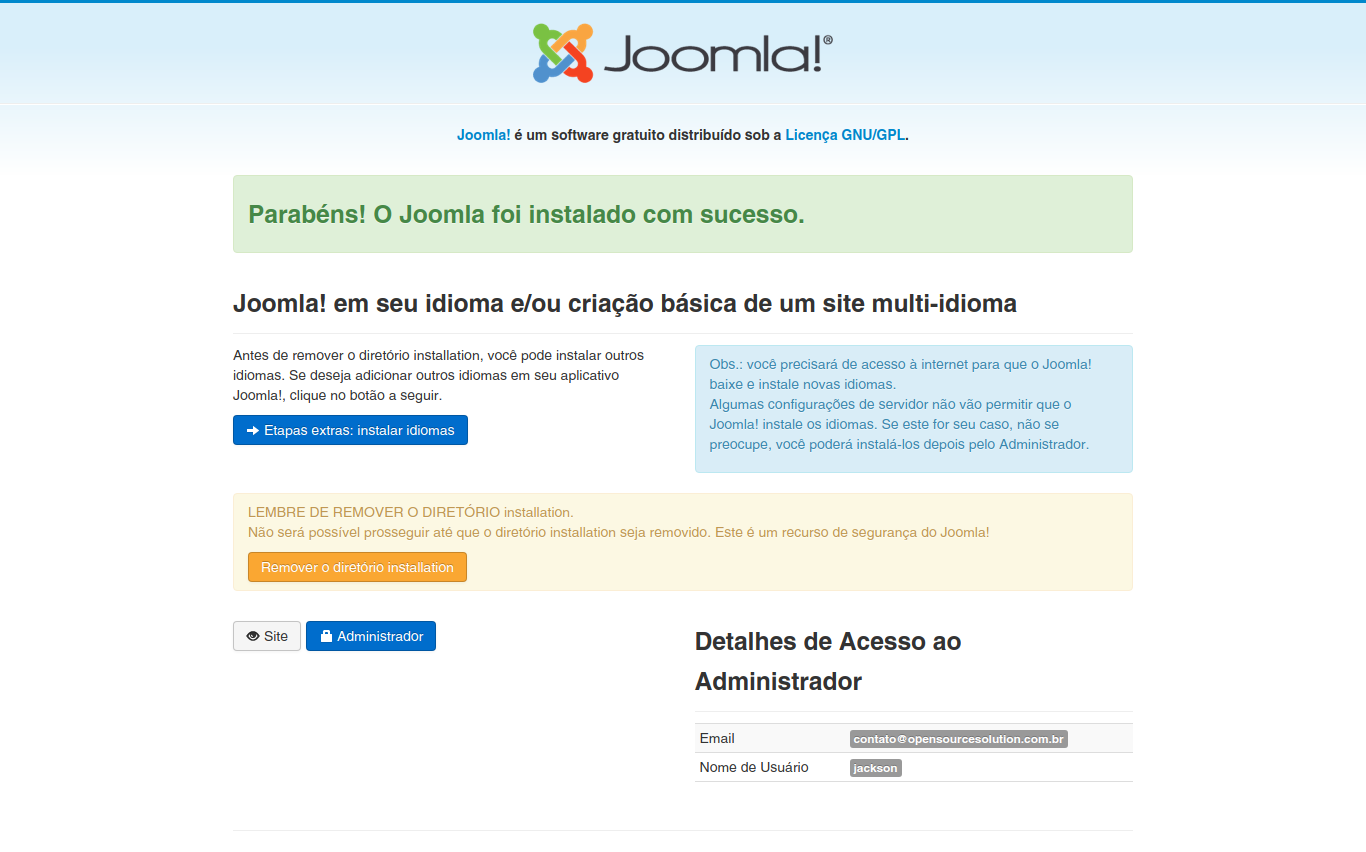 Joomla!®
Joomla! é um software gratuito distribuído sob a Licença GNU/GPL.
Parabéns! O Joomla foi instalado com sucesso.
Joomla! em seu idioma e/ou criação básica de um site multi-idioma
Antes de remover o diretório installation, você pode instalar outros
idiomas. Se deseja adicionar outros idiomas em seu aplicativo
Joomla!, clique no botão a seguir.
Etapas extras: instalar idiomas
Obs.: você precisará de acesso à internet para que o Joomla!
baixe e instale novas idiomas.
Algumas configurações de servidor não vão permitir que o
Joomla! instale os idiomas. Se este for seu caso, não se
preocupe, você poderá instalá-los depois pelo Administrador.
LEMBRE DE REMOVER O DIRETÓRIO installation.
Não será possível prosseguir até que o diretório installation seja removido. Este é um recurso de segurança do Joomla!
Remover o diretório installation
Site
Administrador
Detalhes de Acesso ao
Administrador
Email contato@opensourcesolution.com.br
Nome de Usuário jackson